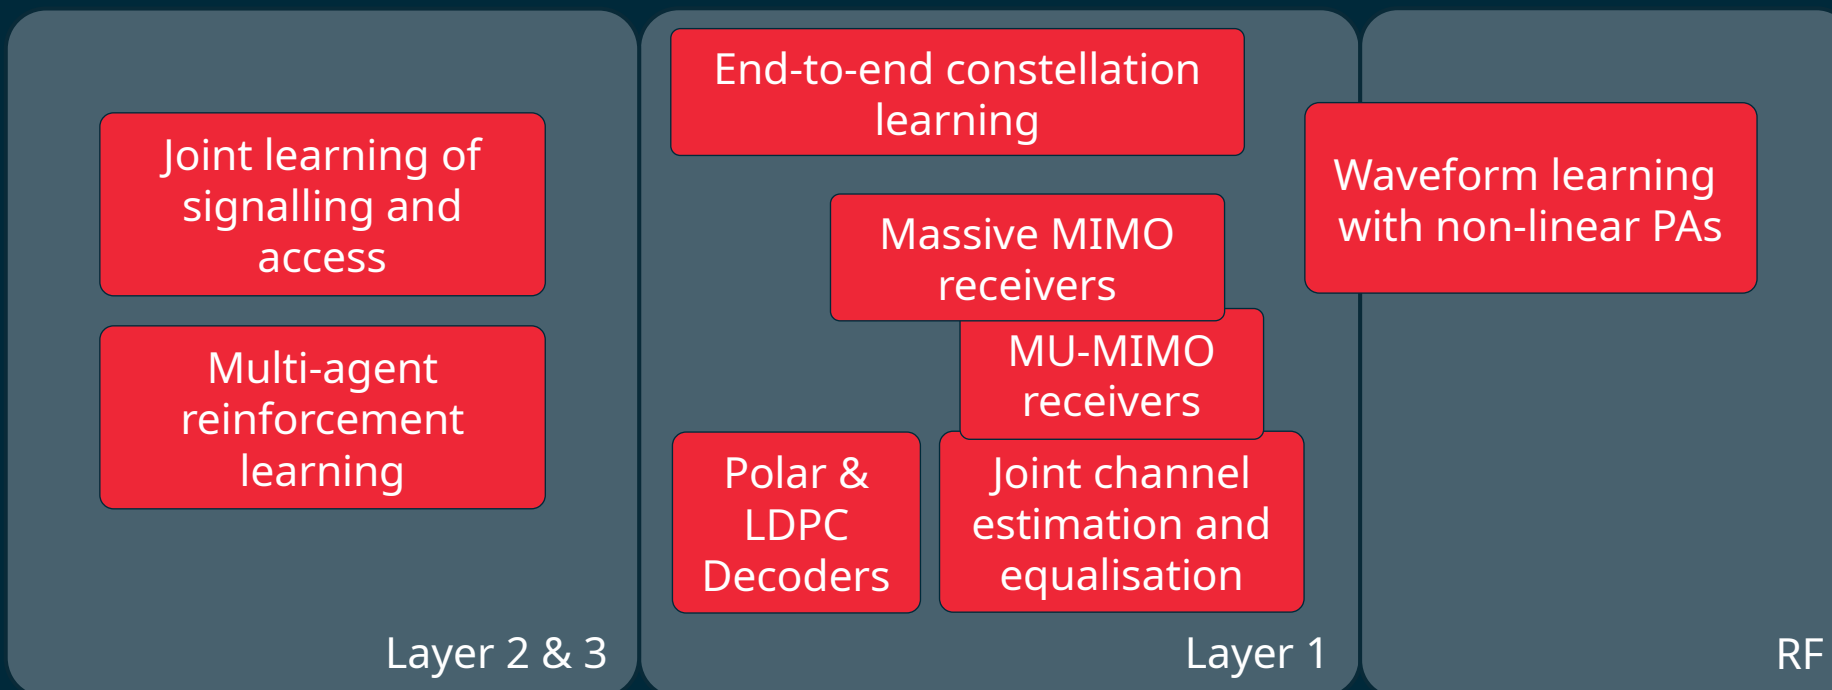 Joint learning of
signalling and
access
Multi-agent
reinforcement
learning
Layer 2 & 3
End-to-end constellation
learning
Massive MIMO
receivers
MU-MIMO
receivers
Polar &
LDPC
Decoders
Joint channel
estimation and
equalisation
Layer 1
Waveform learning
with non-linear PAs
RF